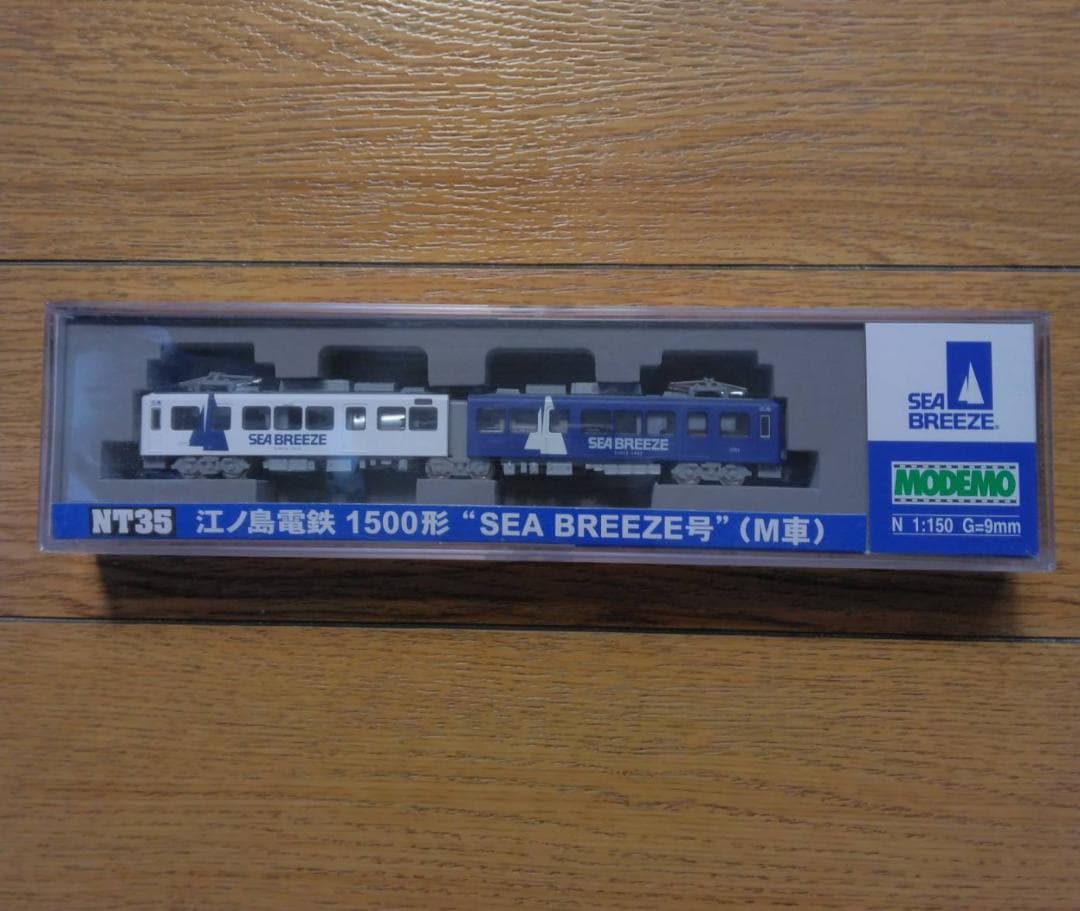 SEA BREEZE
SEA BREEZE
NT35 江ノ島電鉄 1500形 “SEA BREEZE号” (M車)
SEA
BREEZE®
MODEMO
N 1:150 G=9mm